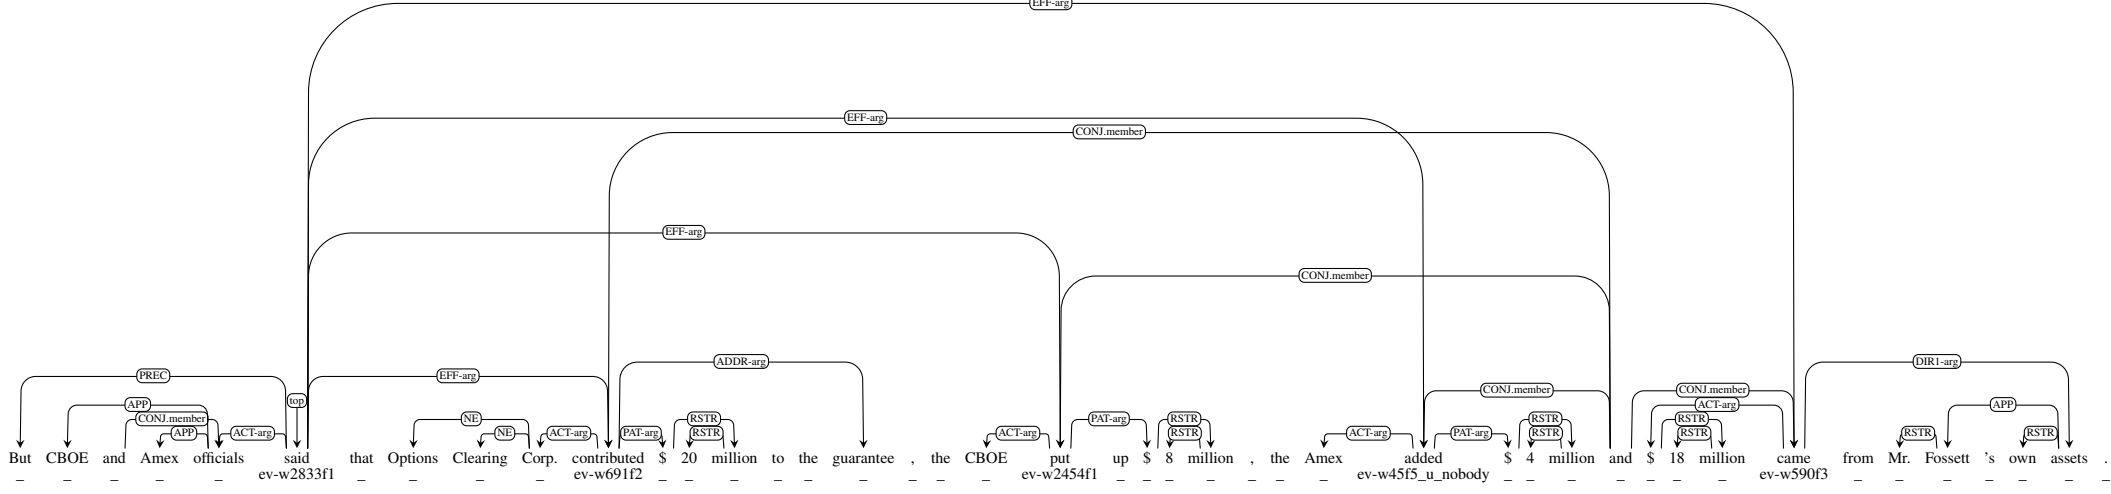 EFF-arg
EFF-arg
CONJ.member
EFF-arg
CONJ.member
ADDR-arg DIR1-arg
PREC EFF-arg
top CONJ.member CONJ.member
APP ACT-arg APP
CONJ.member NE PAT-arg RSTR RSTR RSTR RSTR
APP ACT-arg NE ACT-arg PAT-arg RSTR ACT-arg RSTR ACT-arg PAT-arg RSTR RSTR RSTR RSTR
But CBOE and Amex officials said that Options Clearing Corp. contributed $ 20 million to the guarantee , the CBOE put up $ 8 million , the Amex added $ 4 million and $ 18 million came from Mr. Fossett 's own assets .
_ _ _ _ _ ev-w2833f1 _ _ _ _ ev-w691f2 _ _ _ _ _ _ _ _ _ ev-w2454f1 _ _ _ _ _ _ _ ev-w45f5_u_nobody _ _ _ _ _ _ _ ev-w590f3 _ _ _ _ _ _ _